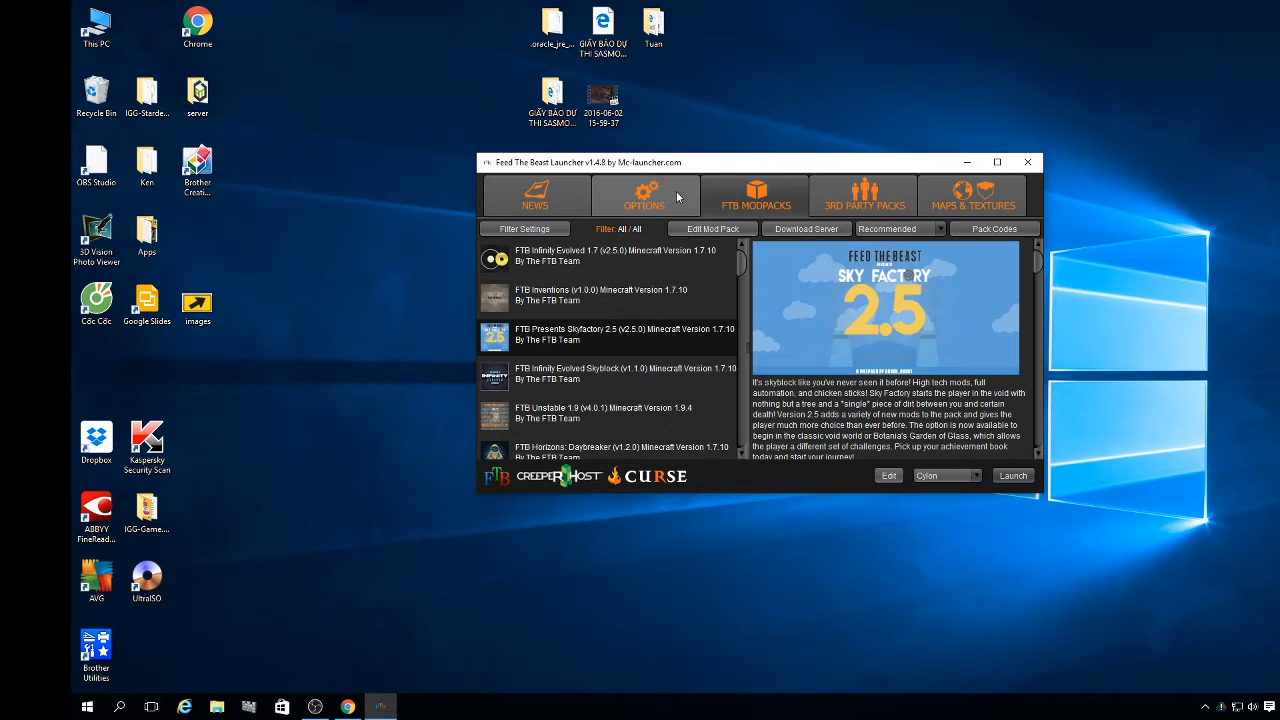 This PC
Chrome
.oracle_jre_...
GIẤY BÁO DỰ
THI SASMO...
Tuan
Recycle Bin
IGG-Starde...
server
GIẤY BÁO DỰ
THI SASMO...
2016-06-02
15-59-37
OBS Studio
Ken
Brother
Creati...
3D Vision
Photo Viewer
Apps
Cốc Cốc
Google Slides
images
Dropbox
Kaspersky
Security Scan
ABBYY
FineRead...
IGG-Game...
AVG
UltraISO
Brother
Utilities
Feed The Beast Launcher v1.4.8 by Mc-launcher.com
NEWS
OPTIONS
FTB MODPACKS
3RD PARTY PACKS
MAPS & TEXTURES
Filter Settings
Filter: All / All
Edit Mod Pack
Download Server
Recommended
Pack Codes
FTB Infinity Evolved 1.7 (v2.5.0) Minecraft Version 1.7.10
By The FTB Team
FTB Inventions (v1.0.0) Minecraft Version 1.7.10
By The FTB Team
FTB Presents Skyfactory 2.5 (v2.5.0) Minecraft Version 1.7.10
By The FTB Team
FTB Infinity Evolved Skyblock (v1.1.0) Minecraft Version 1.7.10
By The FTB Team
FTB Unstable 1.9 (v4.0.1) Minecraft Version 1.9.4
By The FTB Team
FTB Horizons: Daybreaker (v1.2.0) Minecraft Version 1.7.10
FEED THE BEAST
PRESENTS
SKY FACTORY
2.5
It's skyblock like you've never seen it before! High tech mods, full
automation, and chicken sticks! Sky Factory starts the player in the void with
nothing but a tree and a *single* piece of dirt between you and certain
death! Version 2.5 adds a variety of new mods to the pack and gives the
player much more choice than ever before. The option is now available to
begin in the classic void world or Botania's Garden of Glass, which allows
the player a different set of challenges. Pick up your achievement book
today and start your journey!
FTB
CREEPERHOST
CURSE
Edit
Cylon
Launch